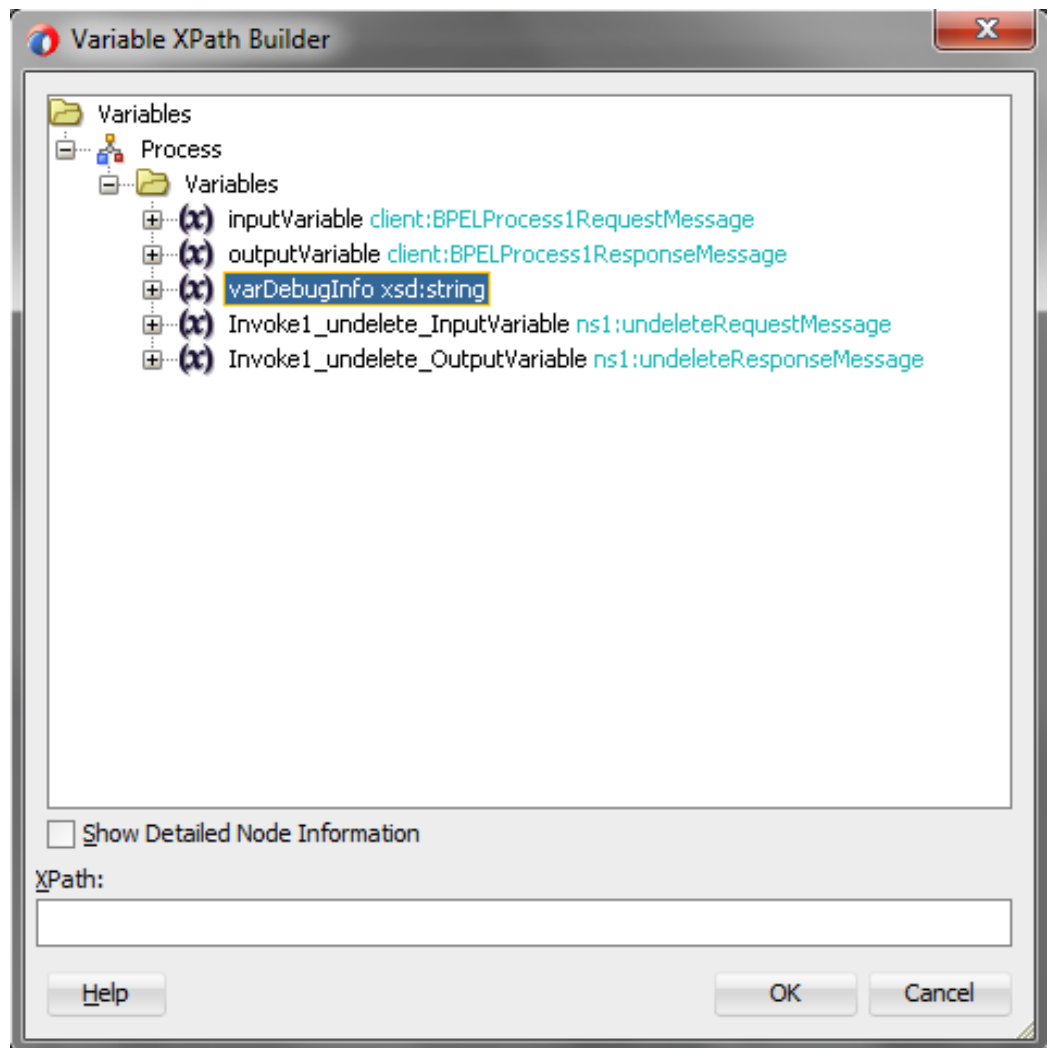 Variable XPath Builder
Variables
Process
Variables
(x) inputVariable client:BPELProcess1RequestMessage
(x) outputVariable client:BPELProcess1ResponseMessage
(x) varDebugInfo xsd:string
(x) Invoke1_undelete_InputVariable ns1:undeleteRequestMessage
(x) Invoke1_undelete_OutputVariable ns1:undeleteResponseMessage
Show Detailed Node Information
XPath:
Help OK Cancel